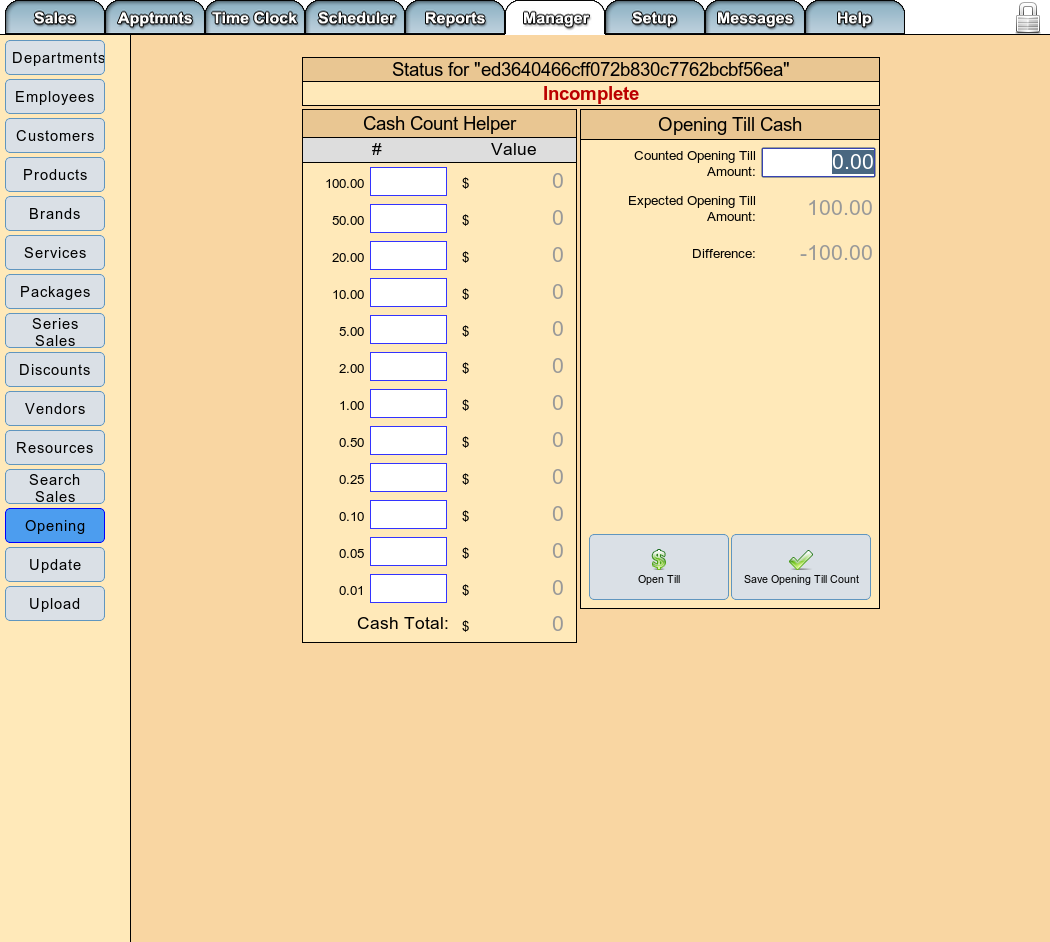 Sales Apptmnts Time Clock Scheduler Reports Manager Setup Messages Help
Departments
Employees
Customers
Products
Brands
Services
Packages
Series
Sales
Discounts
Vendors
Resources
Search
Sales
Opening
Update
Upload
Status for "ed3640466cff072b830c7762bcbf56ea"
Incomplete
Cash Count Helper
# Value
100.00 $ 0
50.00 $ 0
20.00 $ 0
10.00 $ 0
5.00 $ 0
2.00 $ 0
1.00 $ 0
0.50 $ 0
0.25 $ 0
0.10 $ 0
0.05 $ 0
0.01 $ 0
Cash Total: $ 0
Opening Till Cash
Counted Opening Till
Amount: 0.00
Expected Opening Till
Amount: 100.00
Difference: -100.00
Open Till
Save Opening Till Count